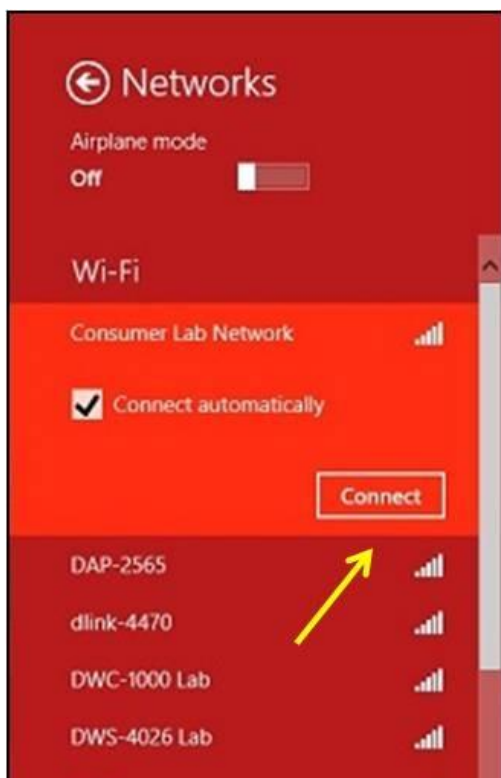 Networks
Airplane mode
Off
Wi-Fi
Consumer Lab Network
Connect automatically
Connect
DAP-2565
dlink-4470
DWC-1000 Lab
DWS-4026 Lab